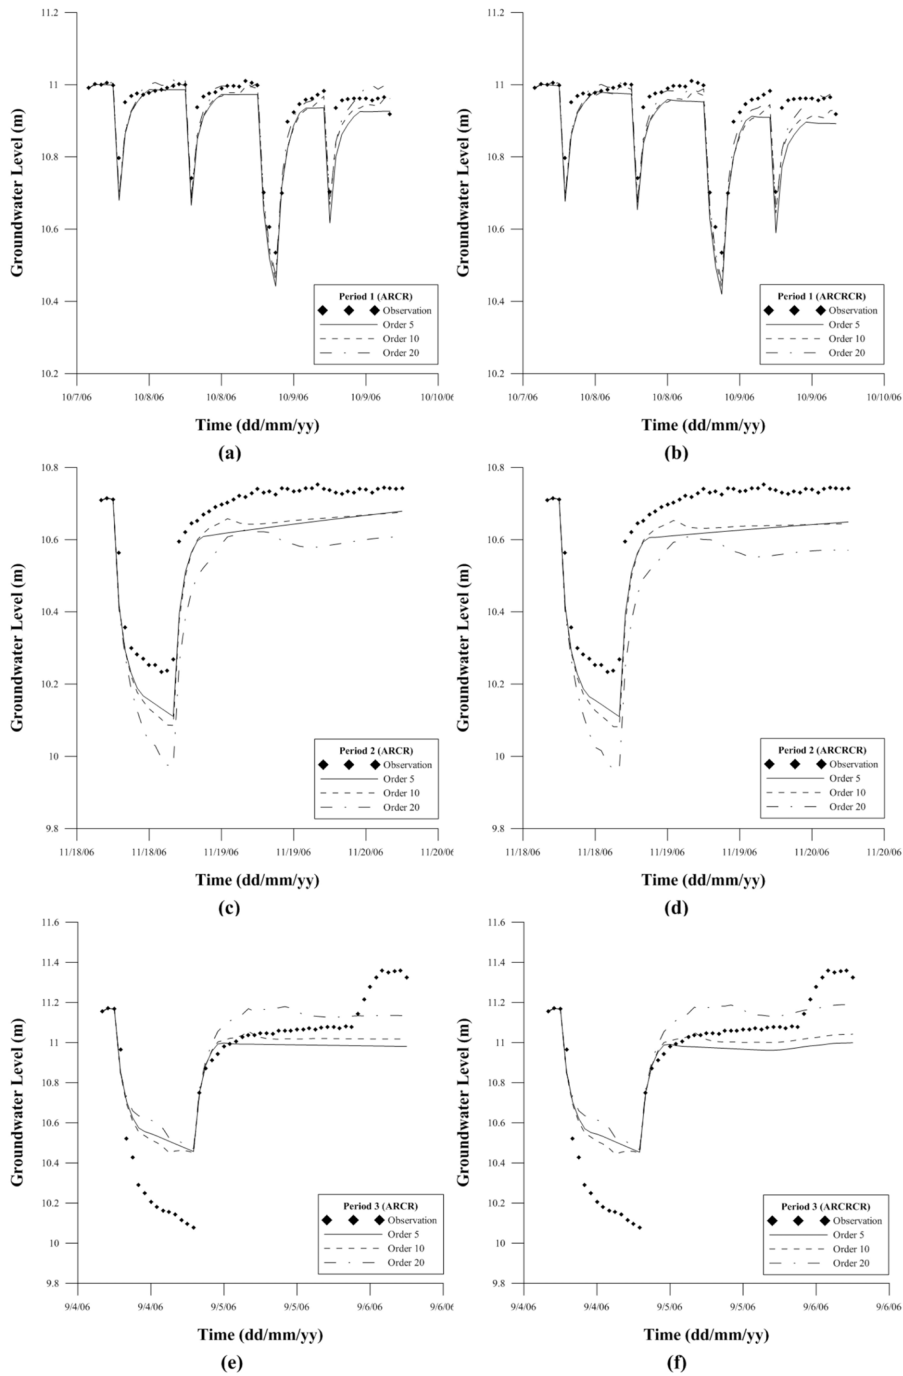 11.2
11
10.8
10.6
10.4
10.2
Groundwater Level (m)
Period 1 (ARCR)
Observation
Order 5
Order 10
Order 20
10/7/06 10/8/06 10/8/06 10/9/06 10/9/06 10/10/06
Time (dd/mm/yy)
(a)
11.2
11
10.8
10.6
10.4
10.2
Groundwater Level (m)
Period 1 (ARCRCR)
Observation
Order 5
Order 10
Order 20
10/7/06 10/8/06 10/8/06 10/9/06 10/9/06 10/10/06
Time (dd/mm/yy)
(b)
10.8
10.6
10.4
10.2
10
9.8
Groundwater Level (m)
Period 2 (ARCR)
Observation
Order 5
Order 10
Order 20
11/18/06 11/18/06 11/19/06 11/19/06 11/20/06 11/20/06
Time (dd/mm/yy)
(c)
10.8
10.6
10.4
10.2
10
9.8
Groundwater Level (m)
Period 2 (ARCRCR)
Observation
Order 5
Order 10
Order 20
11/18/06 11/18/06 11/19/06 11/19/06 11/20/06 11/20/06
Time (dd/mm/yy)
(d)
11.6
11.4
11.2
11
10.8
10.6
10.4
10.2
10
9.8
Groundwater Level (m)
Period 3 (ARCR)
Observation
Order 5
Order 10
Order 20
9/4/06 9/4/06 9/5/06 9/5/06 9/6/06 9/6/06
Time (dd/mm/yy)
(e)
11.6
11.4
11.2
11
10.8
10.6
10.4
10.2
10
9.8
Groundwater Level (m)
Period 3 (ARCRCR)
Observation
Order 5
Order 10
Order 20
9/4/06 9/4/06 9/5/06 9/5/06 9/6/06 9/6/06
Time (dd/mm/yy)
(f)